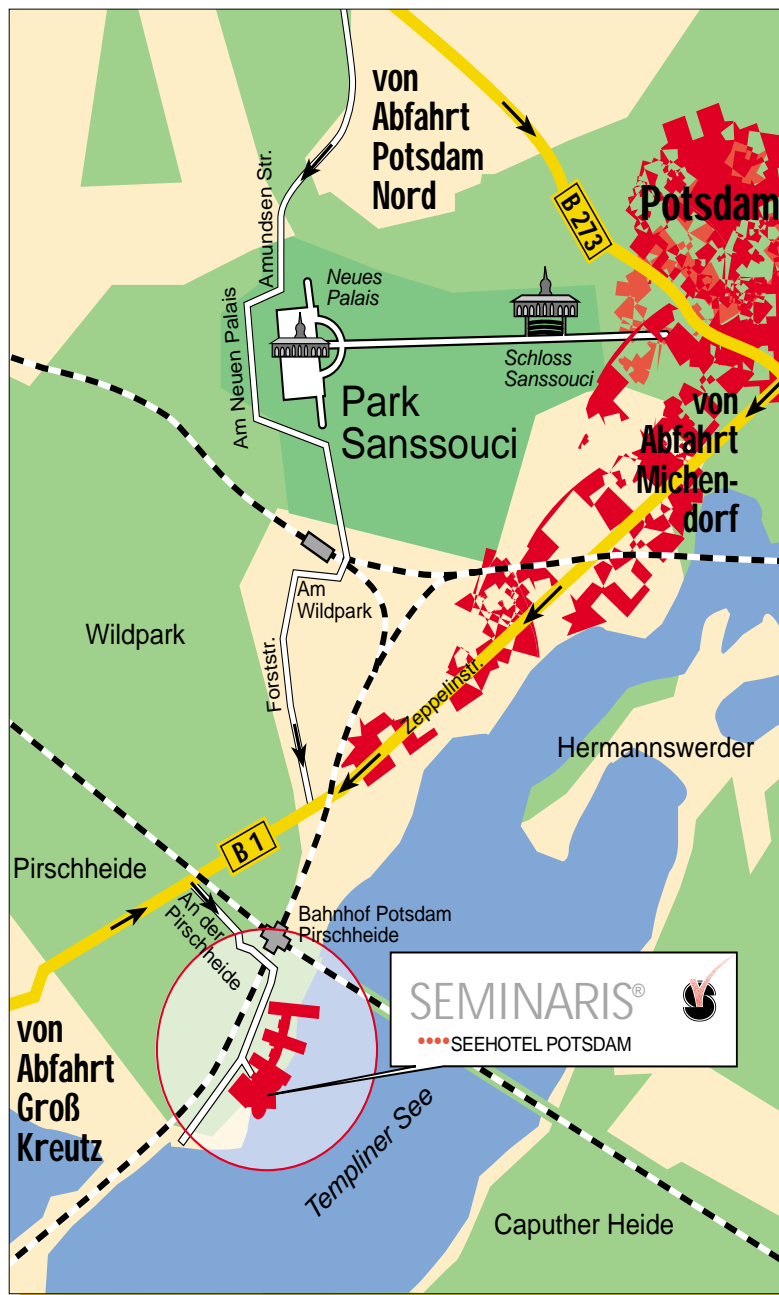 von
Abfahrt
Potsdam
Nord
Amundsen Str.
B 273
Potsdam
Neues
Palais
Am Neuen Palais
Schloss
Sanssouci
Park
Sanssouci
von
Abfahrt
Michen-
dorf
Am
Wildpark
Wildpark
Forststr.
Zeppelinstr.
Hermannswerder
B 1
Pirschheide
An der
Pirschheide
Bahnhof Potsdam
Pirschheide
SEMINARIS®
S
••••SEEHOTEL POTSDAM
von
Abfahrt
Groß
Kreutz
Templiner See
Caputher Heide